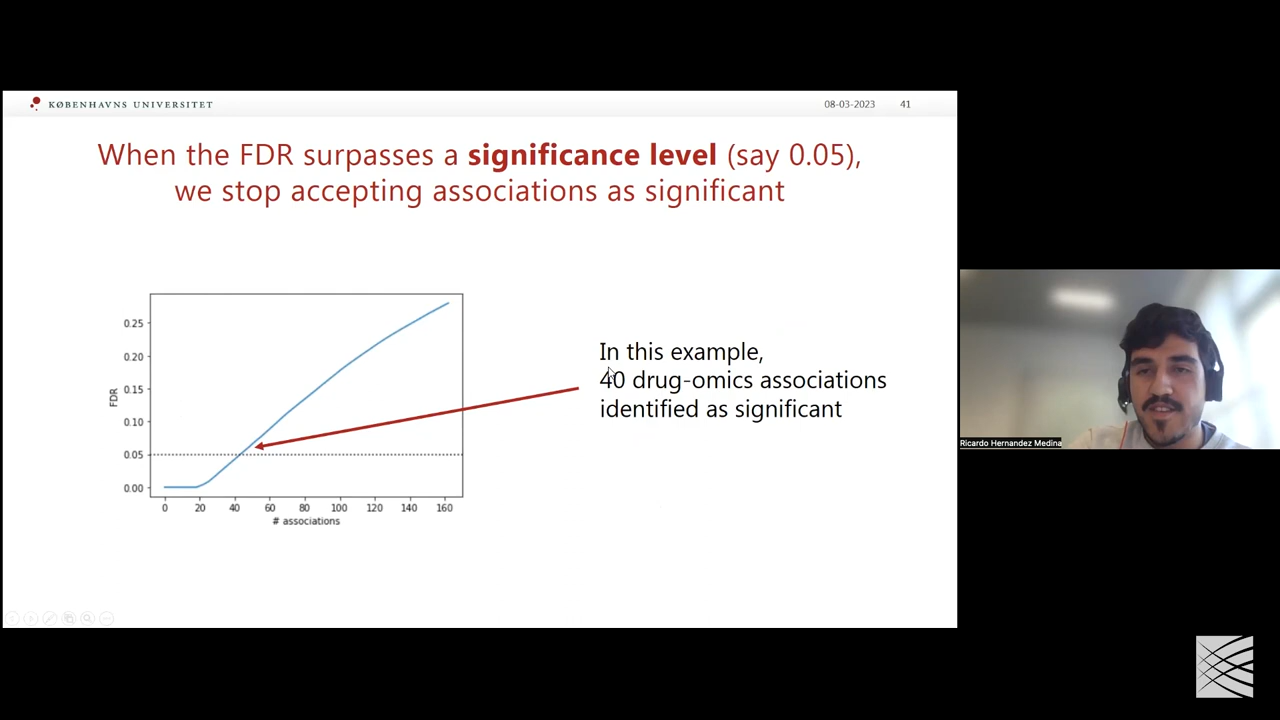 KØBENHAVNS UNIVERSITET
08-03-2023
41
When the FDR surpasses a significance level (say 0.05),
we stop accepting associations as significant
0.25
0.20
0.15
0.10
0.05
0.00
FDR
0 20 40 60 80 100 120 140 160
# associations
In this example,
40 drug-omics associations
identified as significant
Ricardo Hernandez Medina